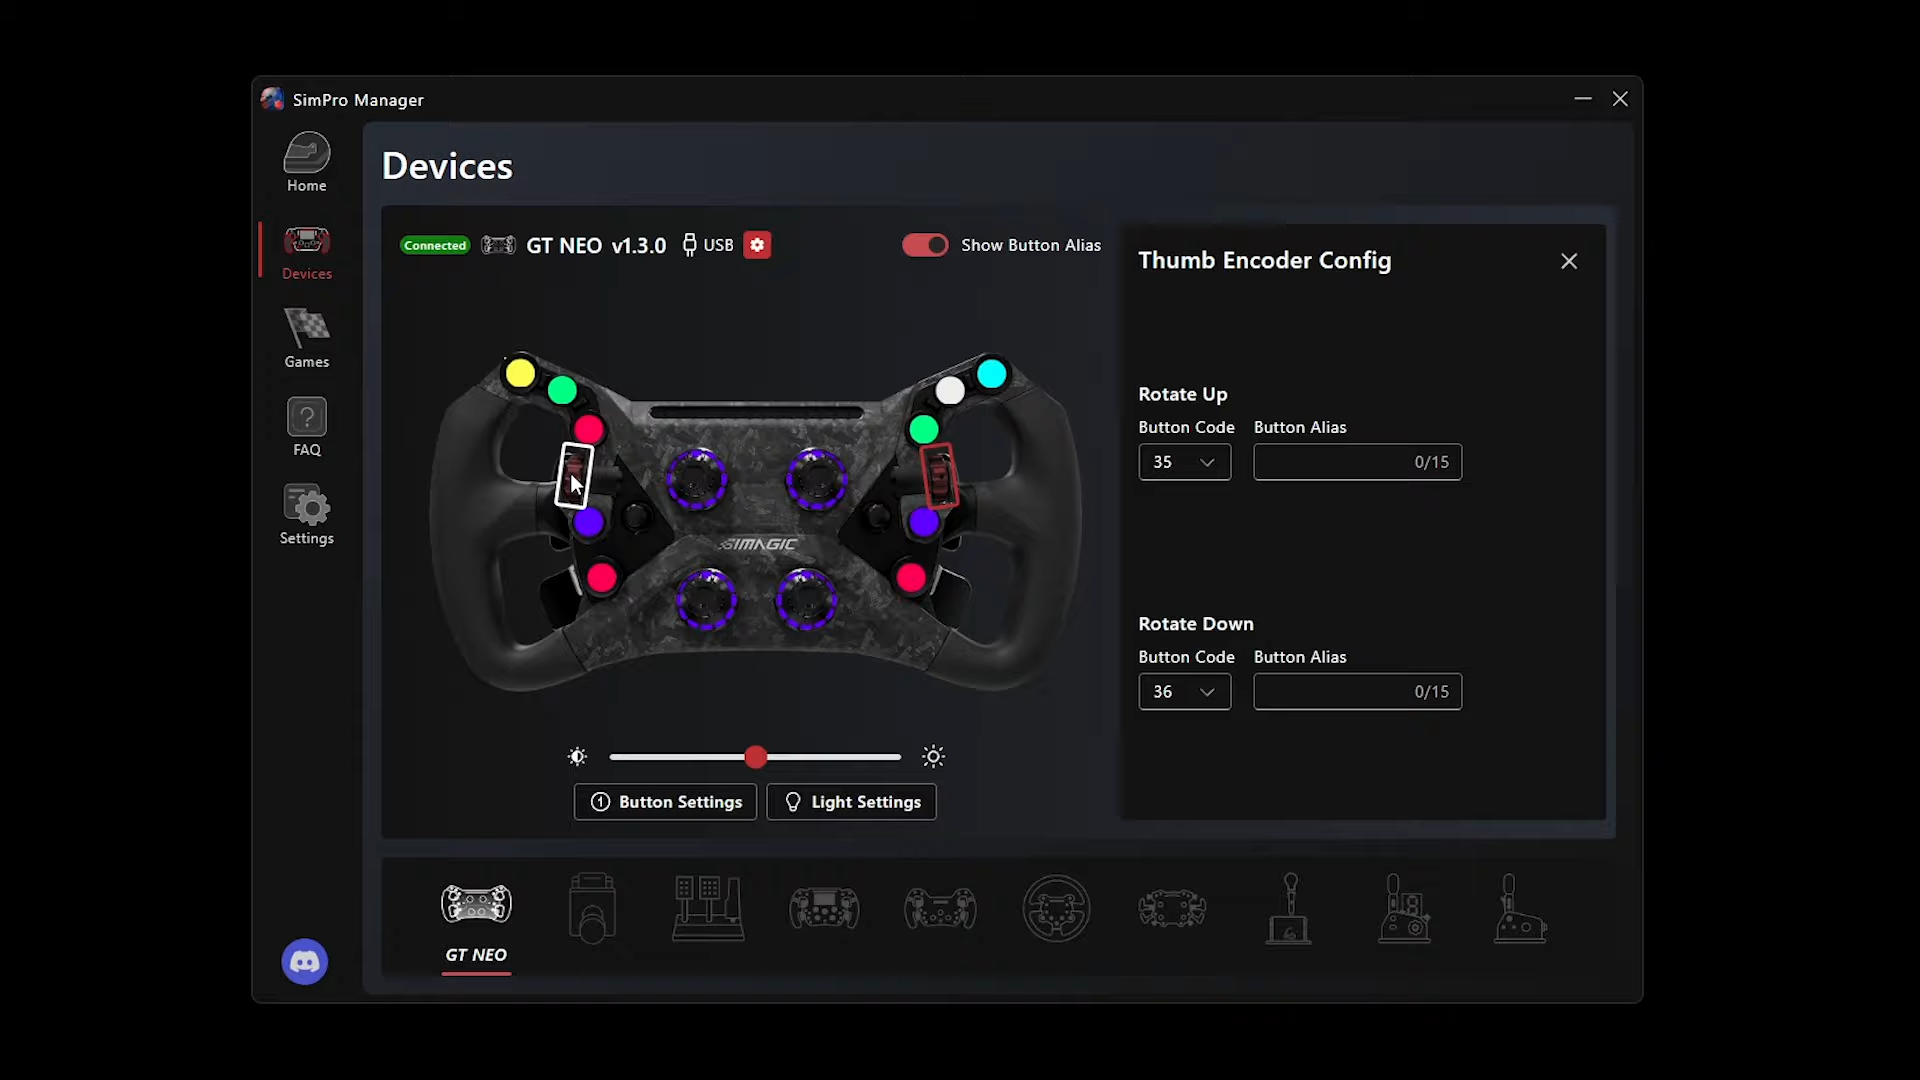 SimPro Manager
Home
Devices
Games
FAQ
Settings
Devices
Connected
GT NEO v1.3.0
USB
Show Button Alias
SIMAGIC
Button Settings
Light Settings
Thumb Encoder Config
Rotate Up
Button Code
Button Alias
35
0/15
Rotate Down
Button Code
Button Alias
36
0/15
GT NEO